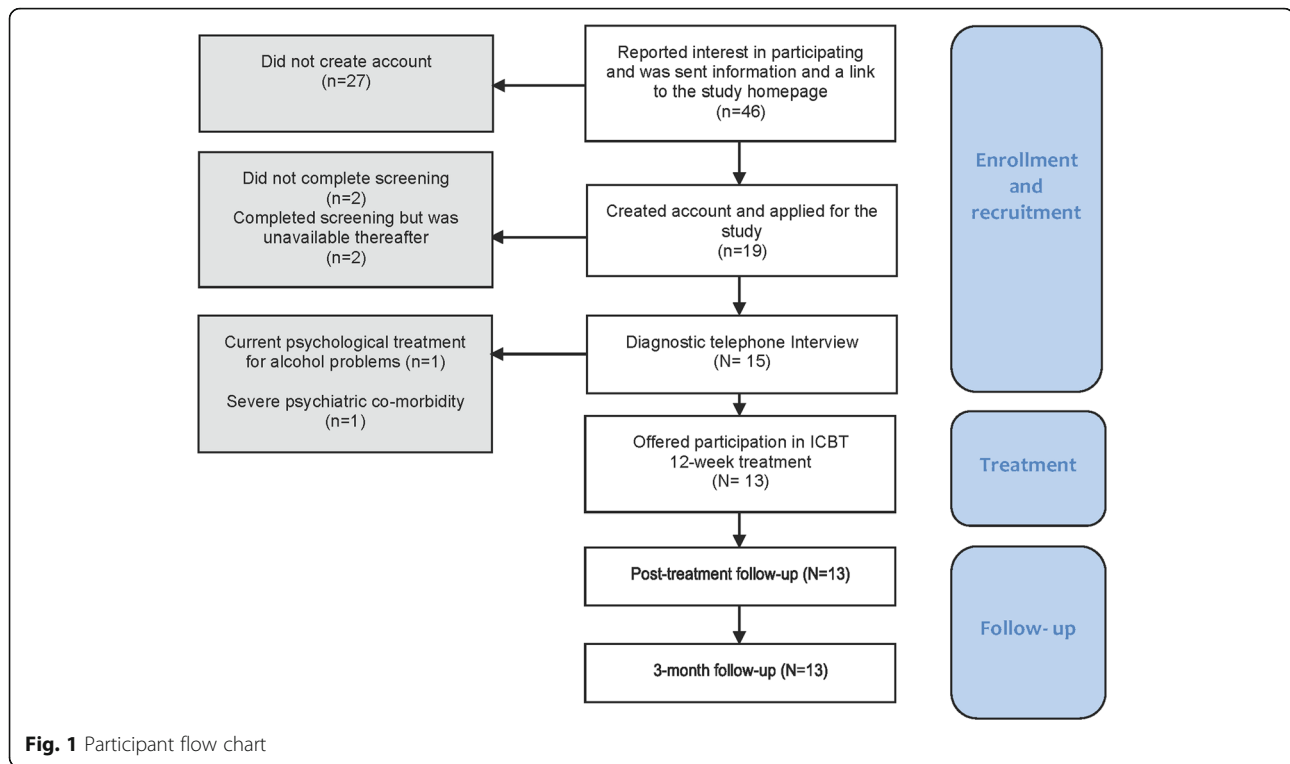 Did not create account
(n=27)
Reported interest in participating
and was sent information and a link
to the study homepage
(n=46)
Did not complete screening
(n=2)
Completed screening but was
unavailable thereafter
(n=2)
Created account and applied for the
study
(n=19)
Current psychological treatment
for alcohol problems (n=1)
Severe psychiatric co-morbidity
(n=1)
Diagnostic telephone Interview
(N= 15)
Offered participation in ICBT
12-week treatment
(N= 13)
Post-treatment follow-up (N=13)
3-month follow-up (N=13)
Enrollment
and
recruitment
Treatment
Follow- up
Fig. 1 Participant flow chart